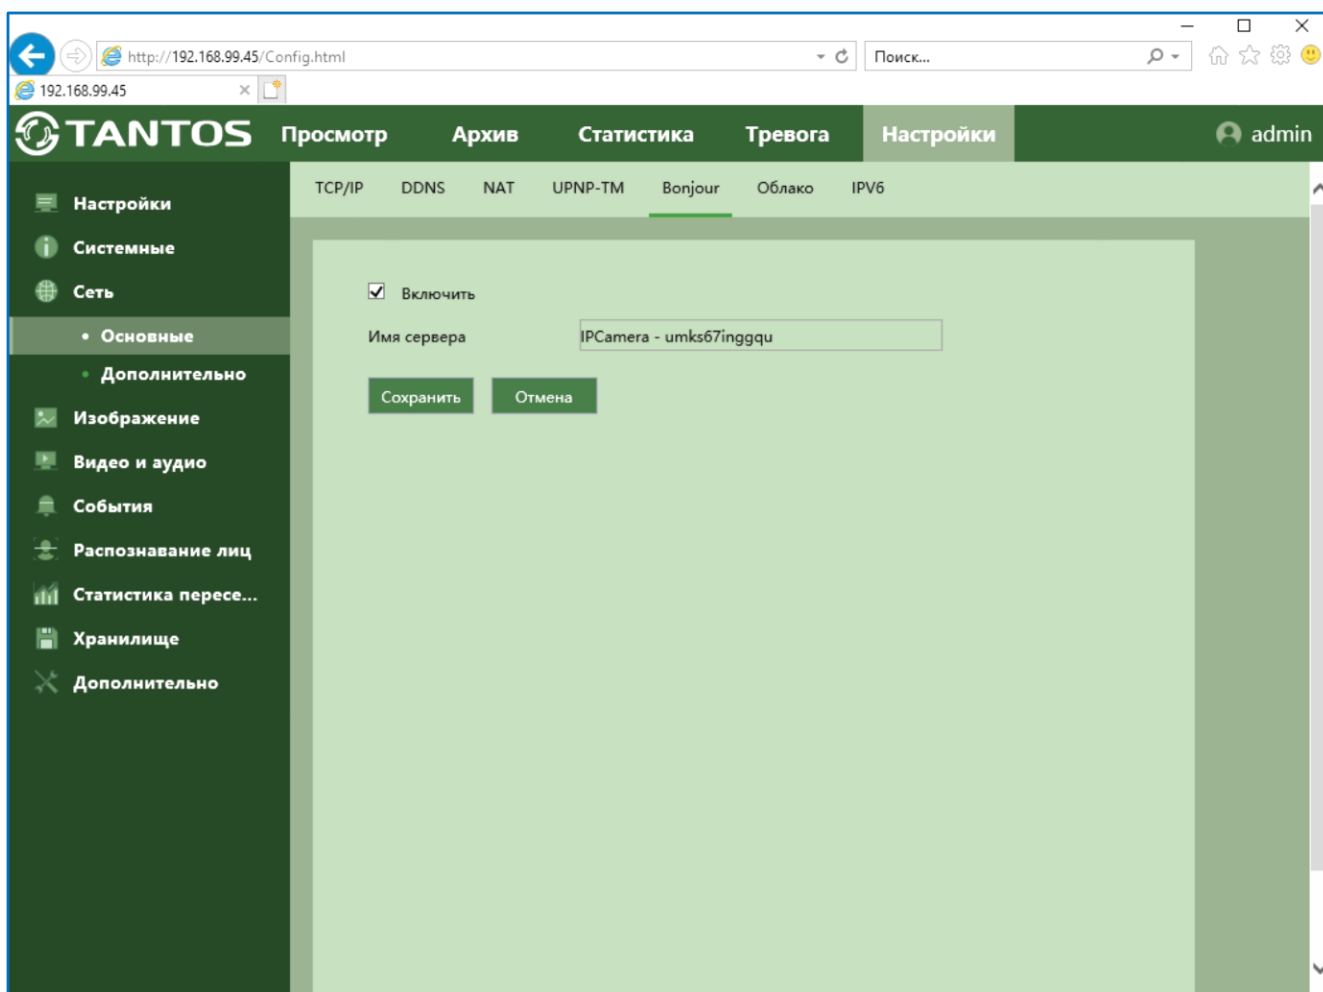 http://192.168.99.45/Config.html
Поиск...
192.168.99.45
TANTOS
Просмотр
Архив
Статистика
Тревога
Настройки
admin
TCP/IP
DDNS
NAT
UPNP-TM
Bonjour
Облако
IPV6
Настройки
Системные
Сеть
Основные
Дополнительно
Изображение
Видео и аудио
События
Распознавание лиц
Статистика пересе...
Хранилище
Дополнительно
Включить
Имя сервера
IPCamera - umks67inggqu
Сохранить
Отмена